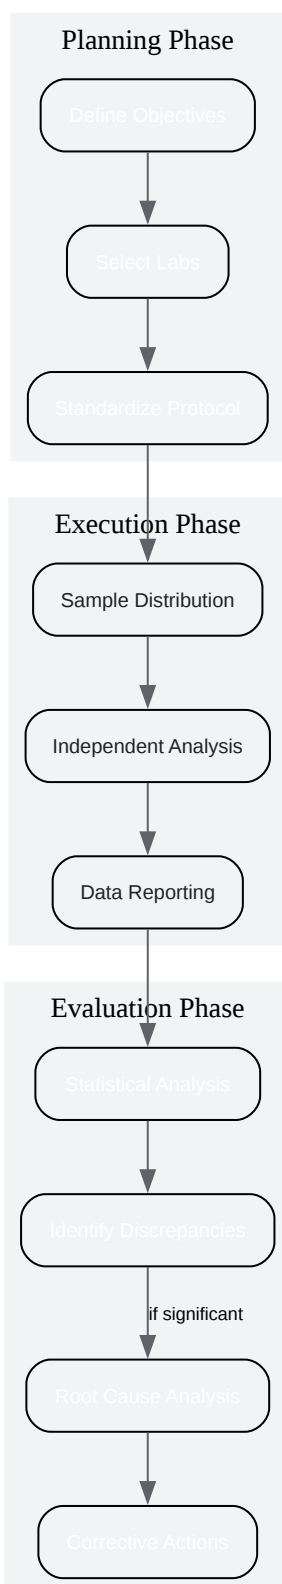 Planning Phase
Define Objectives
Select Labs
Standardize Protocol
Execution Phase
Sample Distribution
Independent Analysis
Data Reporting
Evaluation Phase
Statistical Analysis
Identify Discrepancies
if significant
Root Cause Analysis
Corrective Actions